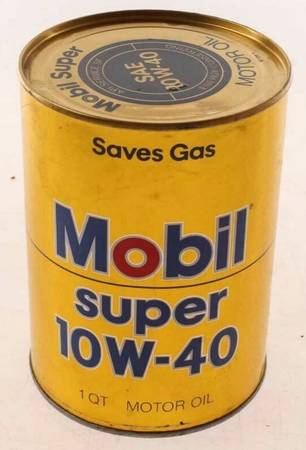 Mobil Super
MOTOR OIL
SAE
10W-40
Saves Gas
Mobil
super
10W-40
1 QT MOTOR OIL